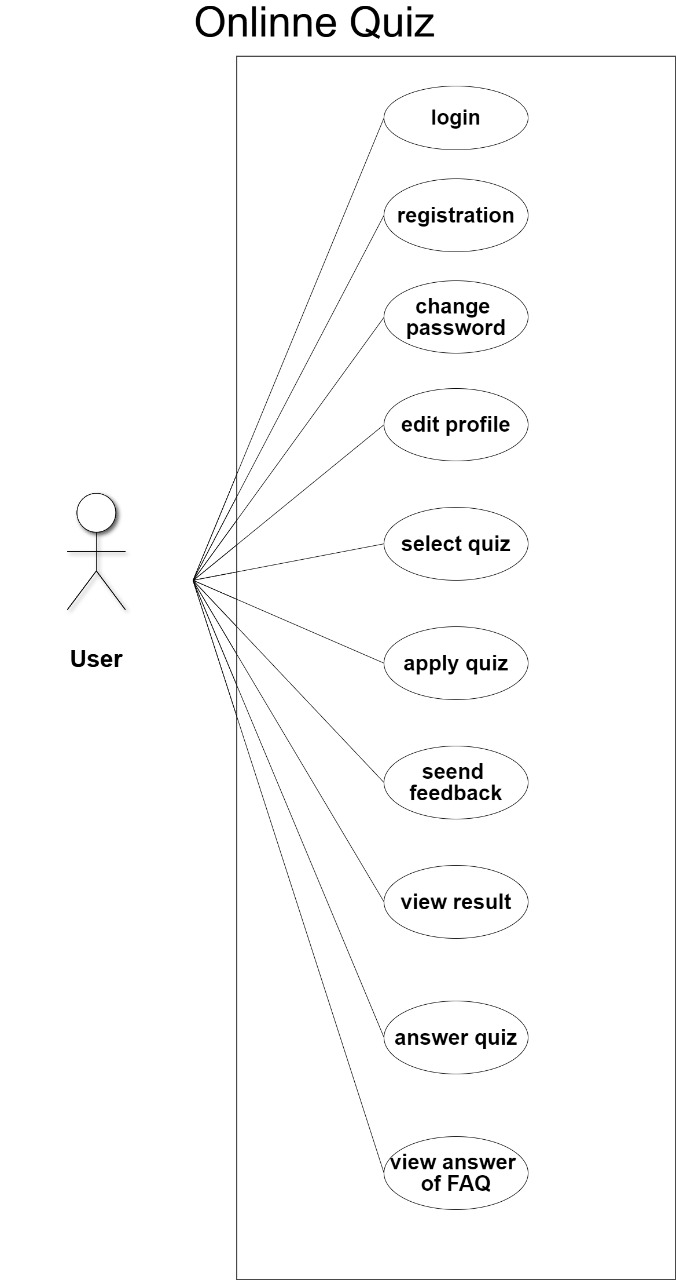 Onlinne Quiz
login
registration
change
password
edit profile
select quiz
User
apply quiz
seend
feedback
view result
answer quiz
view answer
of FAQ